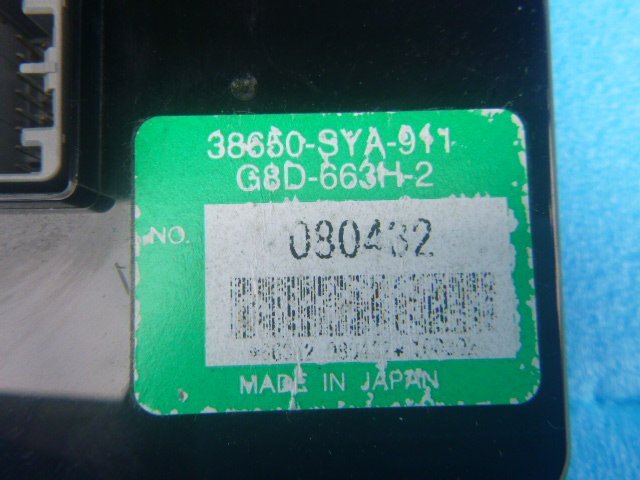 38650-SYA-911
G8D-663H-2
NO.
080432
MADE IN JAPAN